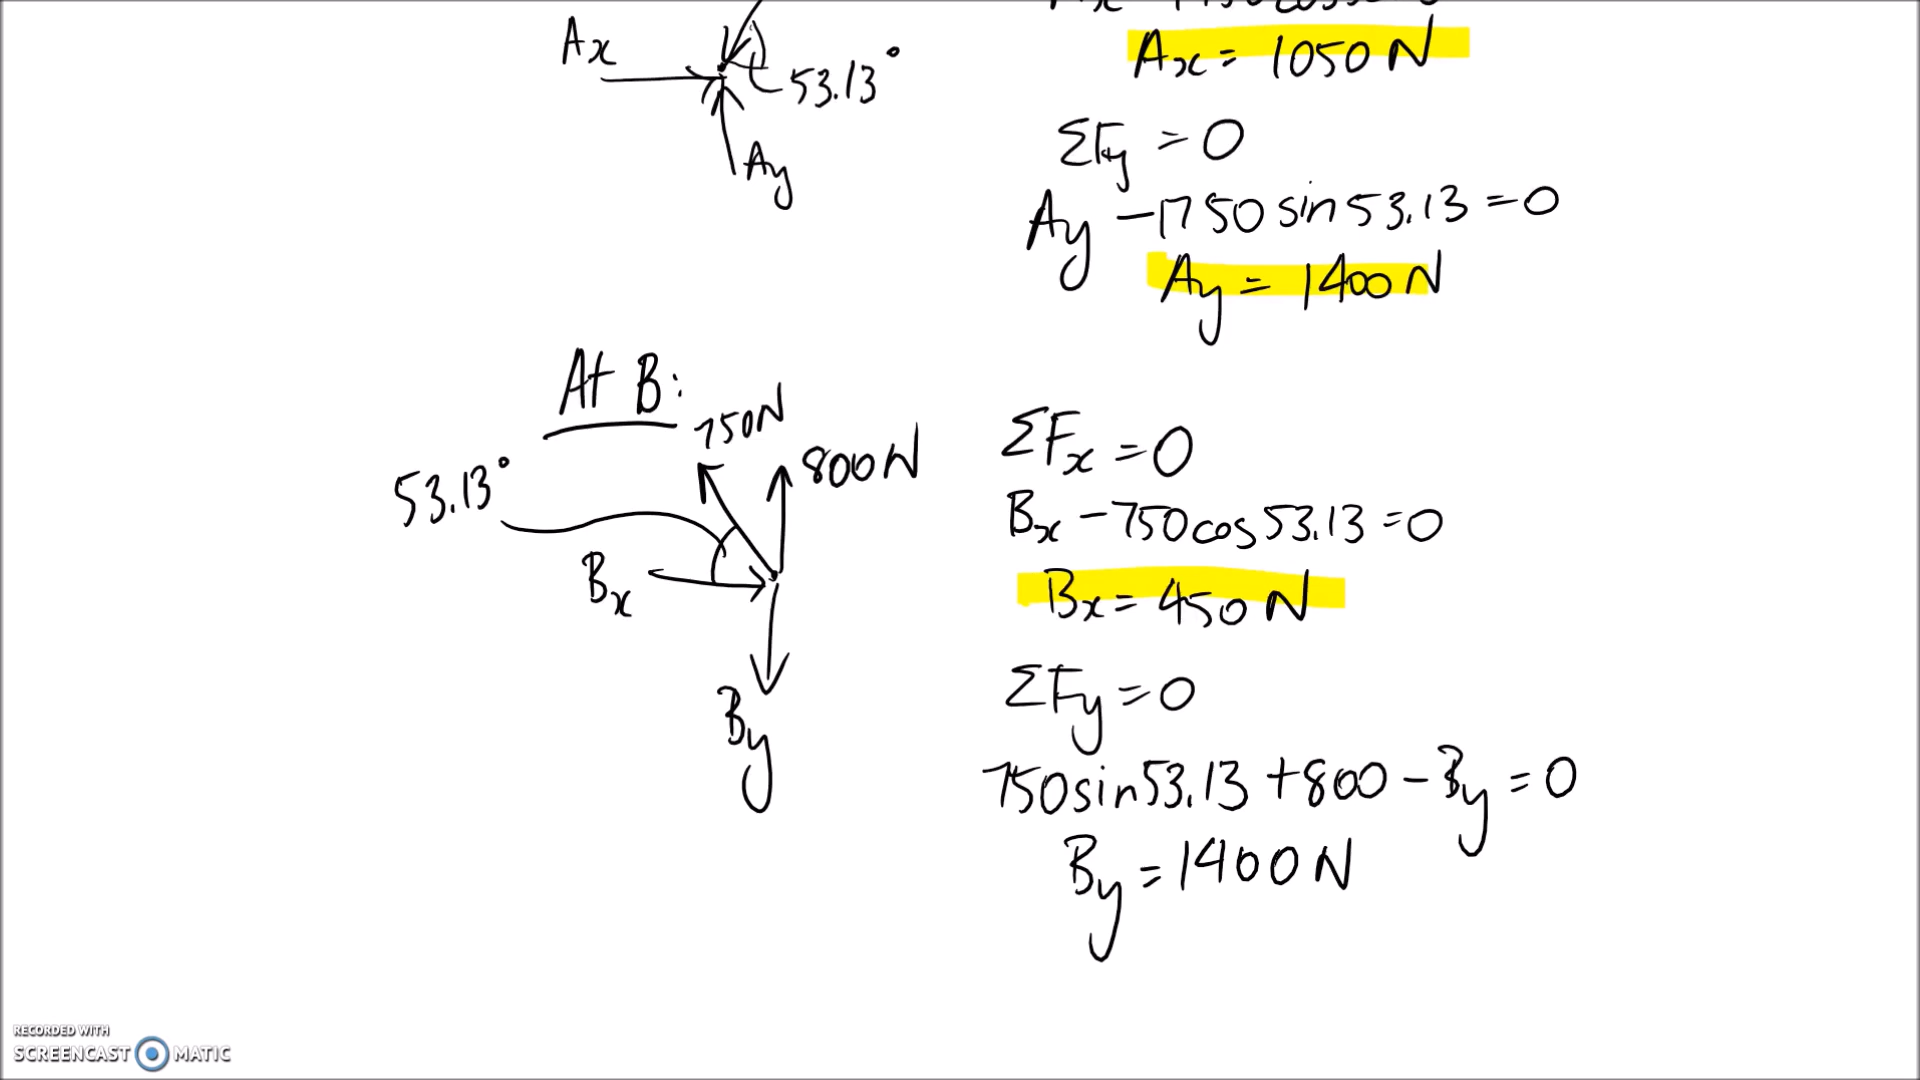 Ax = 1050 N
Ax
53.13°
Ay
ΣFy = 0
Ay - 1750 sin 53.13 = 0
Ay = 1400 N
At B:
750N
800N
53.13°
Bx
By
ΣFx = 0
Bx - 750 cos 53.13 = 0
Bx = 450 N
ΣFy = 0
750 sin 53.13 + 800 - By = 0
By = 1400 N
RECORDED WITH
SCREENCAST MATIC